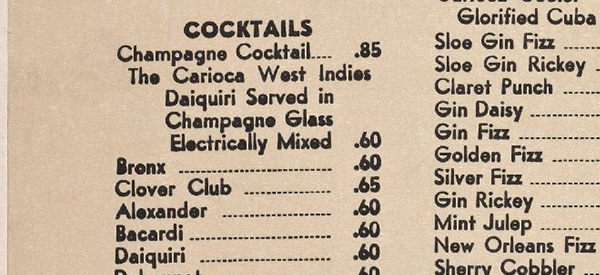 COCKTAILS
Champagne Cocktail.... .85
The Carioca West Indies
Daiquiri Served in
Champagne Glass
Electrically Mixed .60
Bronx .60
Clover Club .65
Alexander .60
Bacardi .60
Daiquiri .60
.60
Glorified Cuba
Sloe Gin Fizz
Sloe Gin Rickey
Claret Punch
Gin Daisy
Gin Fizz
Golden Fizz
Silver Fizz
Gin Rickey
Mint Julep
New Orleans Fizz
Sherry Cobbler